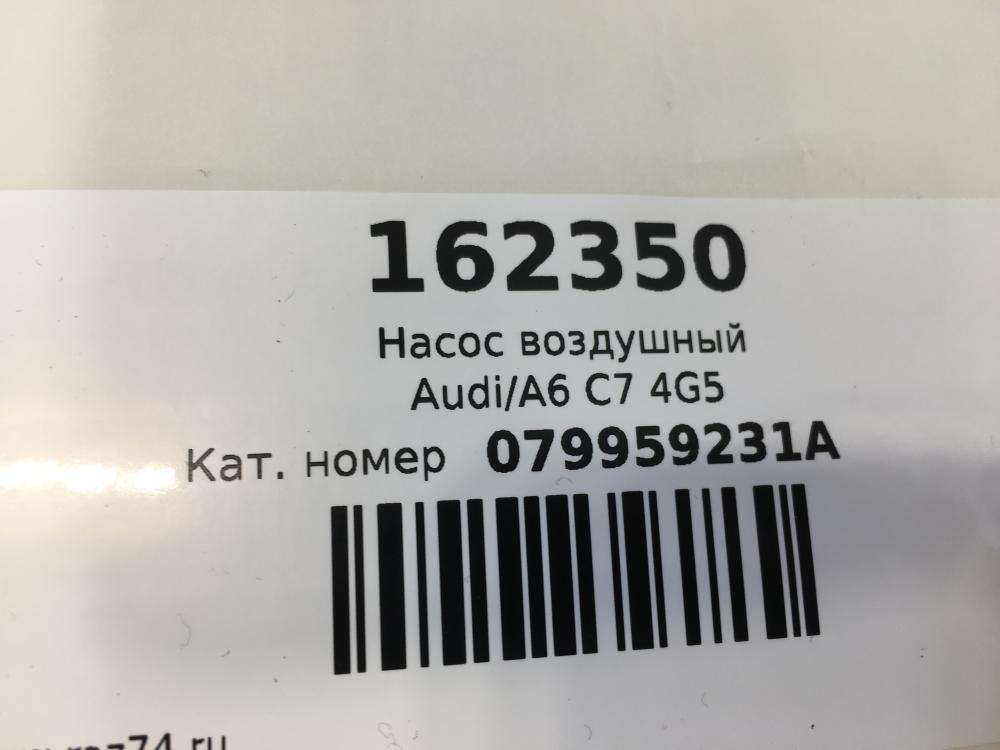 162350
Насос воздушный
Audi/A6 C7 4G5
Кат. номер 079959231A